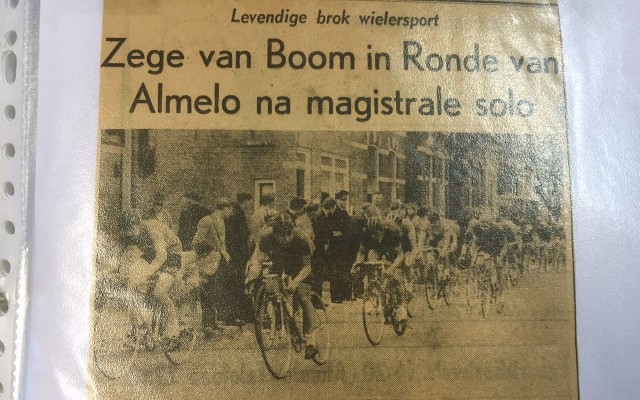 Levendige brok wielersport
Zege van Boom in Ronde van
Almelo na magistrale solo